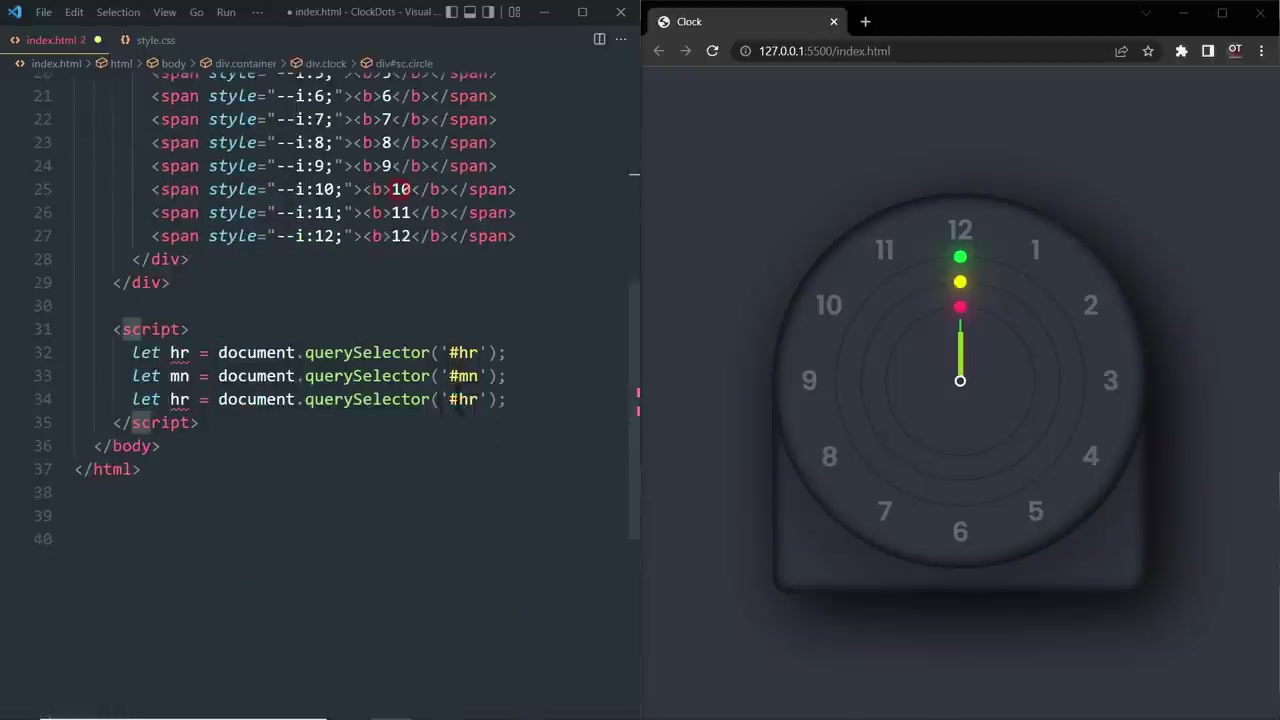 File Edit Selection View Go Run ··· ● index.html - ClockDots - Visual ...
index.html 2 ● style.css
index.html > html > body > div.container > div.clock > div#sc.circle
20 <span style="--i:5;"><b>5</b></span>
21 <span style="--i:6;"><b>6</b></span>
22 <span style="--i:7;"><b>7</b></span>
23 <span style="--i:8;"><b>8</b></span>
24 <span style="--i:9;"><b>9</b></span>
25 <span style="--i:10;"><b>10</b></span>
26 <span style="--i:11;"><b>11</b></span>
27 <span style="--i:12;"><b>12</b></span>
28 </div>
29 </div>
30
31 <script>
32 let hr = document.querySelector('#hr');
33 let mn = document.querySelector('#mn');
34 let hr = document.querySelector('#hr');
35 </script>
36 </body>
37 </html>
38
39
40
Clock
127.0.0.1:5500/index.html
OT
12
11 1
10 2
9 3
8 4
7 5
6